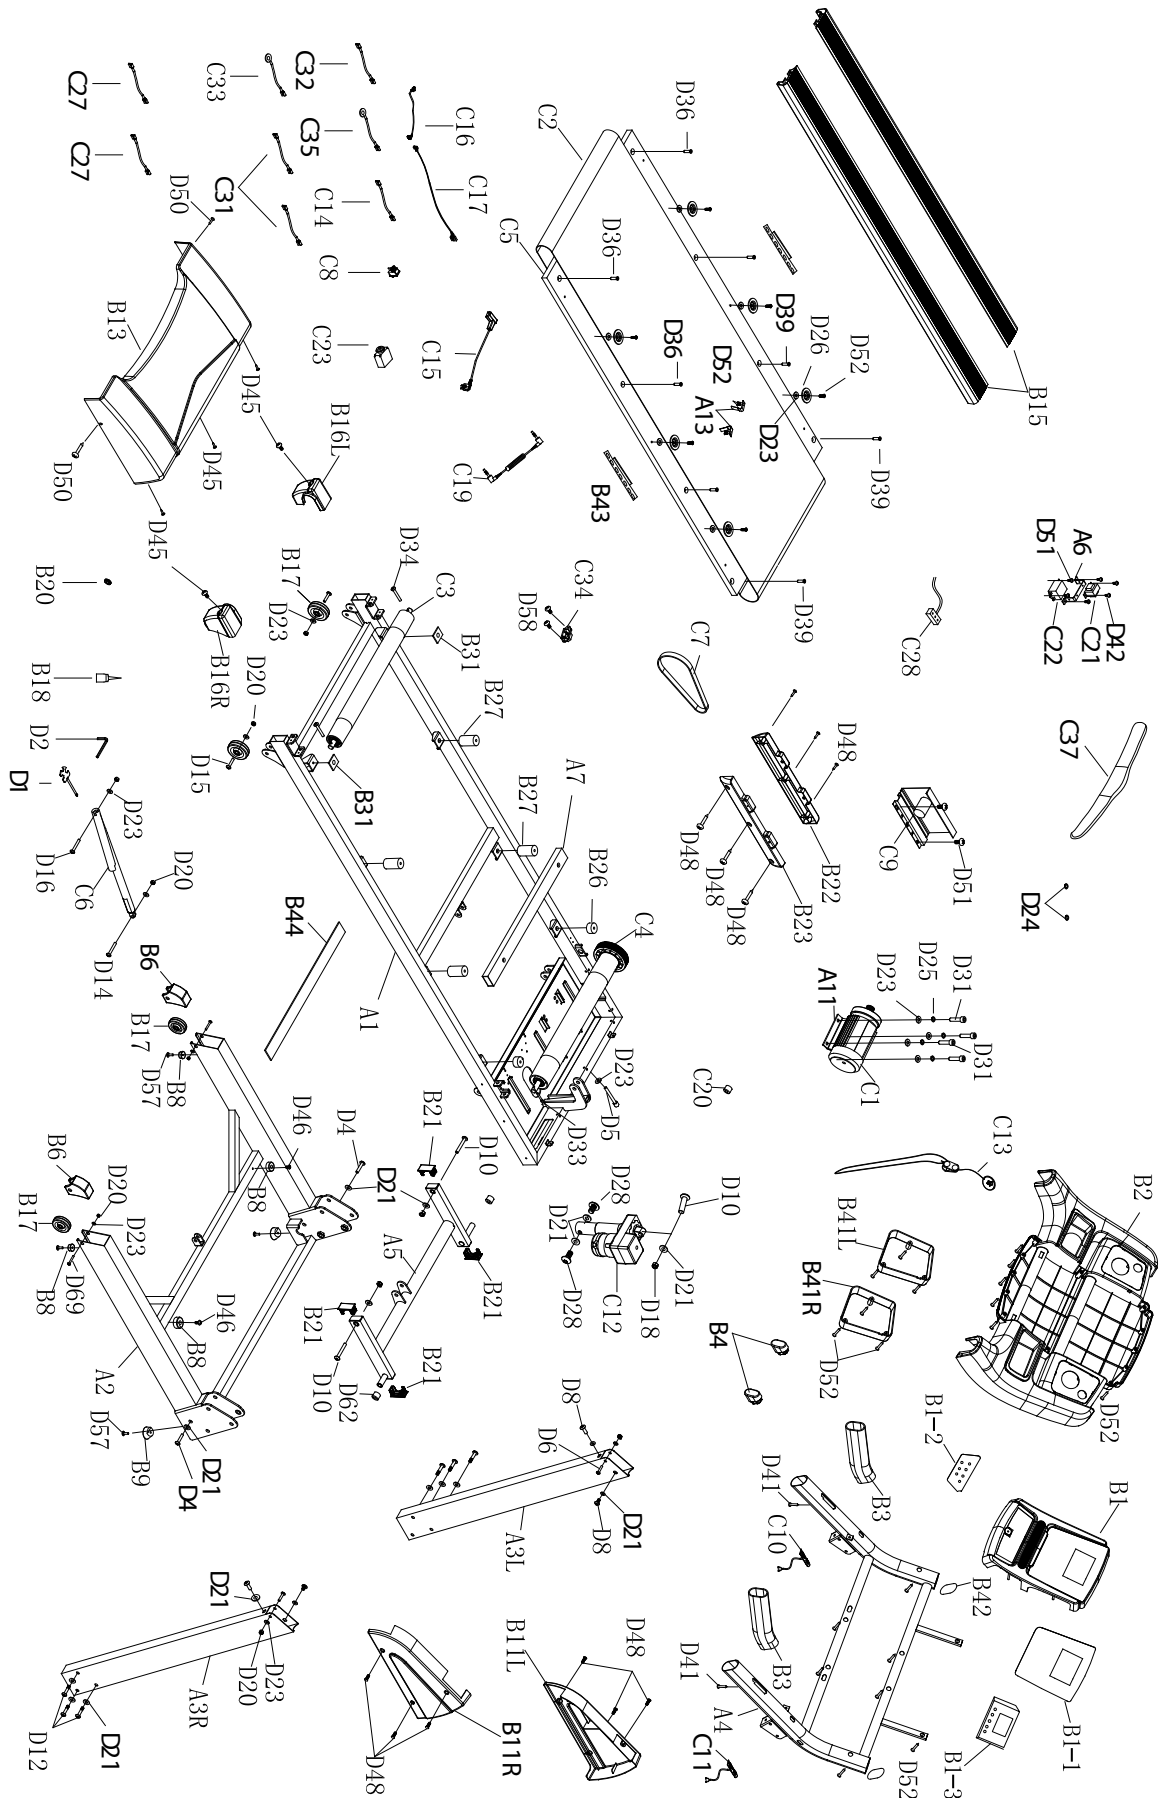 B15
A6
D51
D42
C21
C22
C37
D24
C13
B2
D52
B1
B1-1
B1-3
D52
B42
B1-2
D52
D26
D39
D39
D23
D39
C28
D51
C9
D31
D25
D23
D31
A11
C1
B41L
B41R
D52
B3
B3
D41
C10
D41
A4
C11
D36
D36
D36
D52
A13
B43
C7
D48
B22
B23
D48
D48
D48
C20
D10
D21
D18
B4
C2
C5
C34
D58
B26
C4
D23
D5
D33
D28
D21
D28
C12
D8
D6
D21
D8
A3L
D48
B11L
B11R
D48
C16
C17
C15
C19
D34
C3
B31
B27
B27
A7
B31
A1
D10
B21
B21
B21
B21
A5
D10
D62
C32
C35
C14
C8
C23
B16L
B17
D23
B44
D4
D21
D46
B8
D46
B8
C33
C31
D45
D45
D45
D20
B16R
D15
D20
D23
C6
D16
D14
B6
B17
B8
D57
A2
D21
D4
B9
D57
D21
D23
D20
A3R
C27
C27
D50
B13
D50
B20
B18
D2
D1
B6
B17
D20
D23
B8
D69
D21
D12